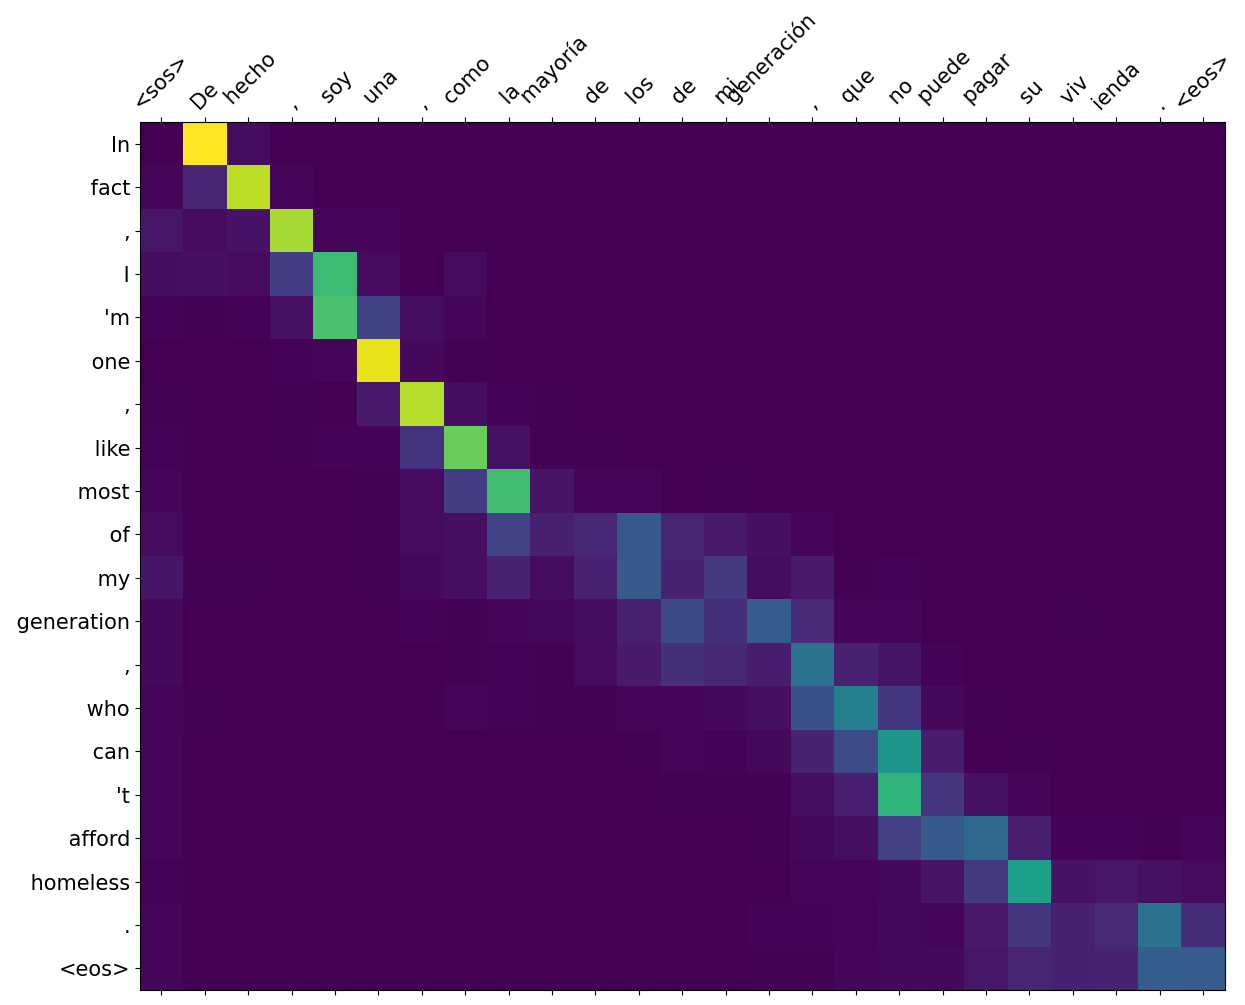 <sos> De hecho , soy una , como la mayoría de los de mi generación , que no puede pagar su viv ienda . <eos>
In
fact
,
I
'm
one
,
like
most
of
my
generation
,
who
can
't
afford
homeless
.
<eos>